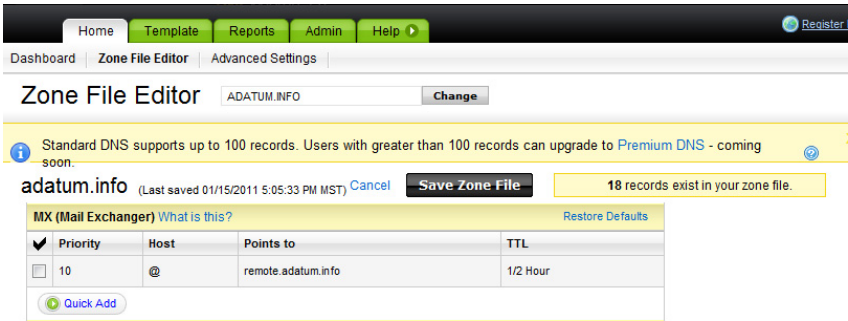 Home Template Reports Admin Help Register
Dashboard Zone File Editor Advanced Settings
Zone File Editor ADATUM.INFO Change
Standard DNS supports up to 100 records. Users with greater than 100 records can upgrade to Premium DNS - coming
soon.
adatum.info (Last saved 01/15/2011 5:05:33 PM MST) Cancel Save Zone File 18 records exist in your zone file.
MX (Mail Exchanger) What is this? Restore Defaults
Priority Host Points to TTL
10 @ remote.adatum.info 1/2 Hour
Quick Add